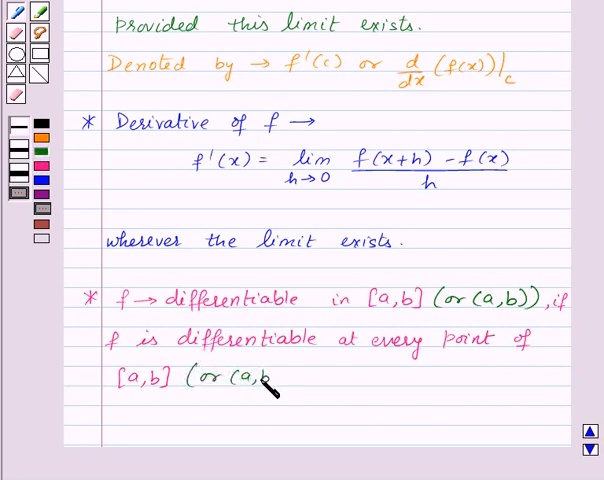 provided this limit exists.
Denoted by → f'(c) or d/dx (f(x))|c
* Derivative of f →
f'(x) = lim h→0 f(x+h) - f(x) / h
wherever the limit exists.
* f → differentiable in [a,b] (or (a,b)), if
f is differentiable at every point of
[a,b] (or (a,b